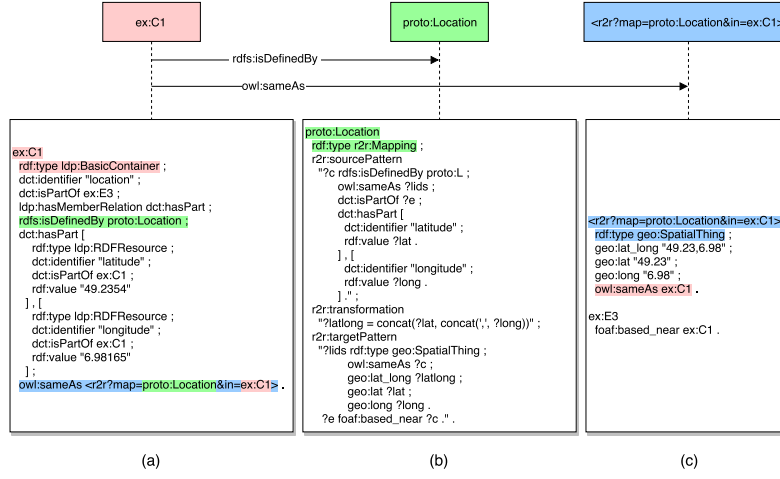 ex:C1
proto:Location
<r2r?map=proto:Location&in=ex:C1>
rdfs:isDefinedBy
owl:sameAs
ex:C1
rdf:type ldp:BasicContainer ;
dct:identifier "location" ;
dct:isPartOf ex:E3 ;
ldp:hasMemberRelation dct:hasPart ;
rdfs:isDefinedBy proto:Location ;
dct:hasPart [
rdf:type ldp:RDFResource ;
dct:identifier "latitude" ;
dct:isPartOf ex:C1 ;
rdf:value "49.2354"
] , [
rdf:type ldp:RDFResource ;
dct:identifier "longitude" ;
dct:isPartOf ex:C1 ;
rdf:value "6.98165"
] ;
owl:sameAs <r2r?map=proto:Location&in=ex:C1> .
proto:Location
rdf:type r2r:Mapping ;
r2r:sourcePattern
"?c rdfs:isDefinedBy proto:L ;
owl:sameAs ?lids ;
dct:isPartOf ?e ;
dct:hasPart [
dct:identifier "latitude" ;
rdf:value ?lat .
] , [
dct:identifier "longitude" ;
rdf:value ?long .
] ." ;
r2r:transformation
"?latlong = concat(?lat, concat(',', ?long))" ;
r2r:targetPattern
"?lids rdf:type geo:SpatialThing ;
owl:sameAs ?c ;
geo:lat_long ?latlong ;
geo:lat ?lat ;
geo:long ?long .
?e foaf:based_near ?c ." .
<r2r?map=proto:Location&in=ex:C1>
rdf:type geo:SpatialThing ;
geo:lat_long "49.23,6.98" ;
geo:lat "49.23" ;
geo:long "6.98" ;
owl:sameAs ex:C1 .
ex:E3
foaf:based_near ex:C1 .
(a)
(b)
(c)